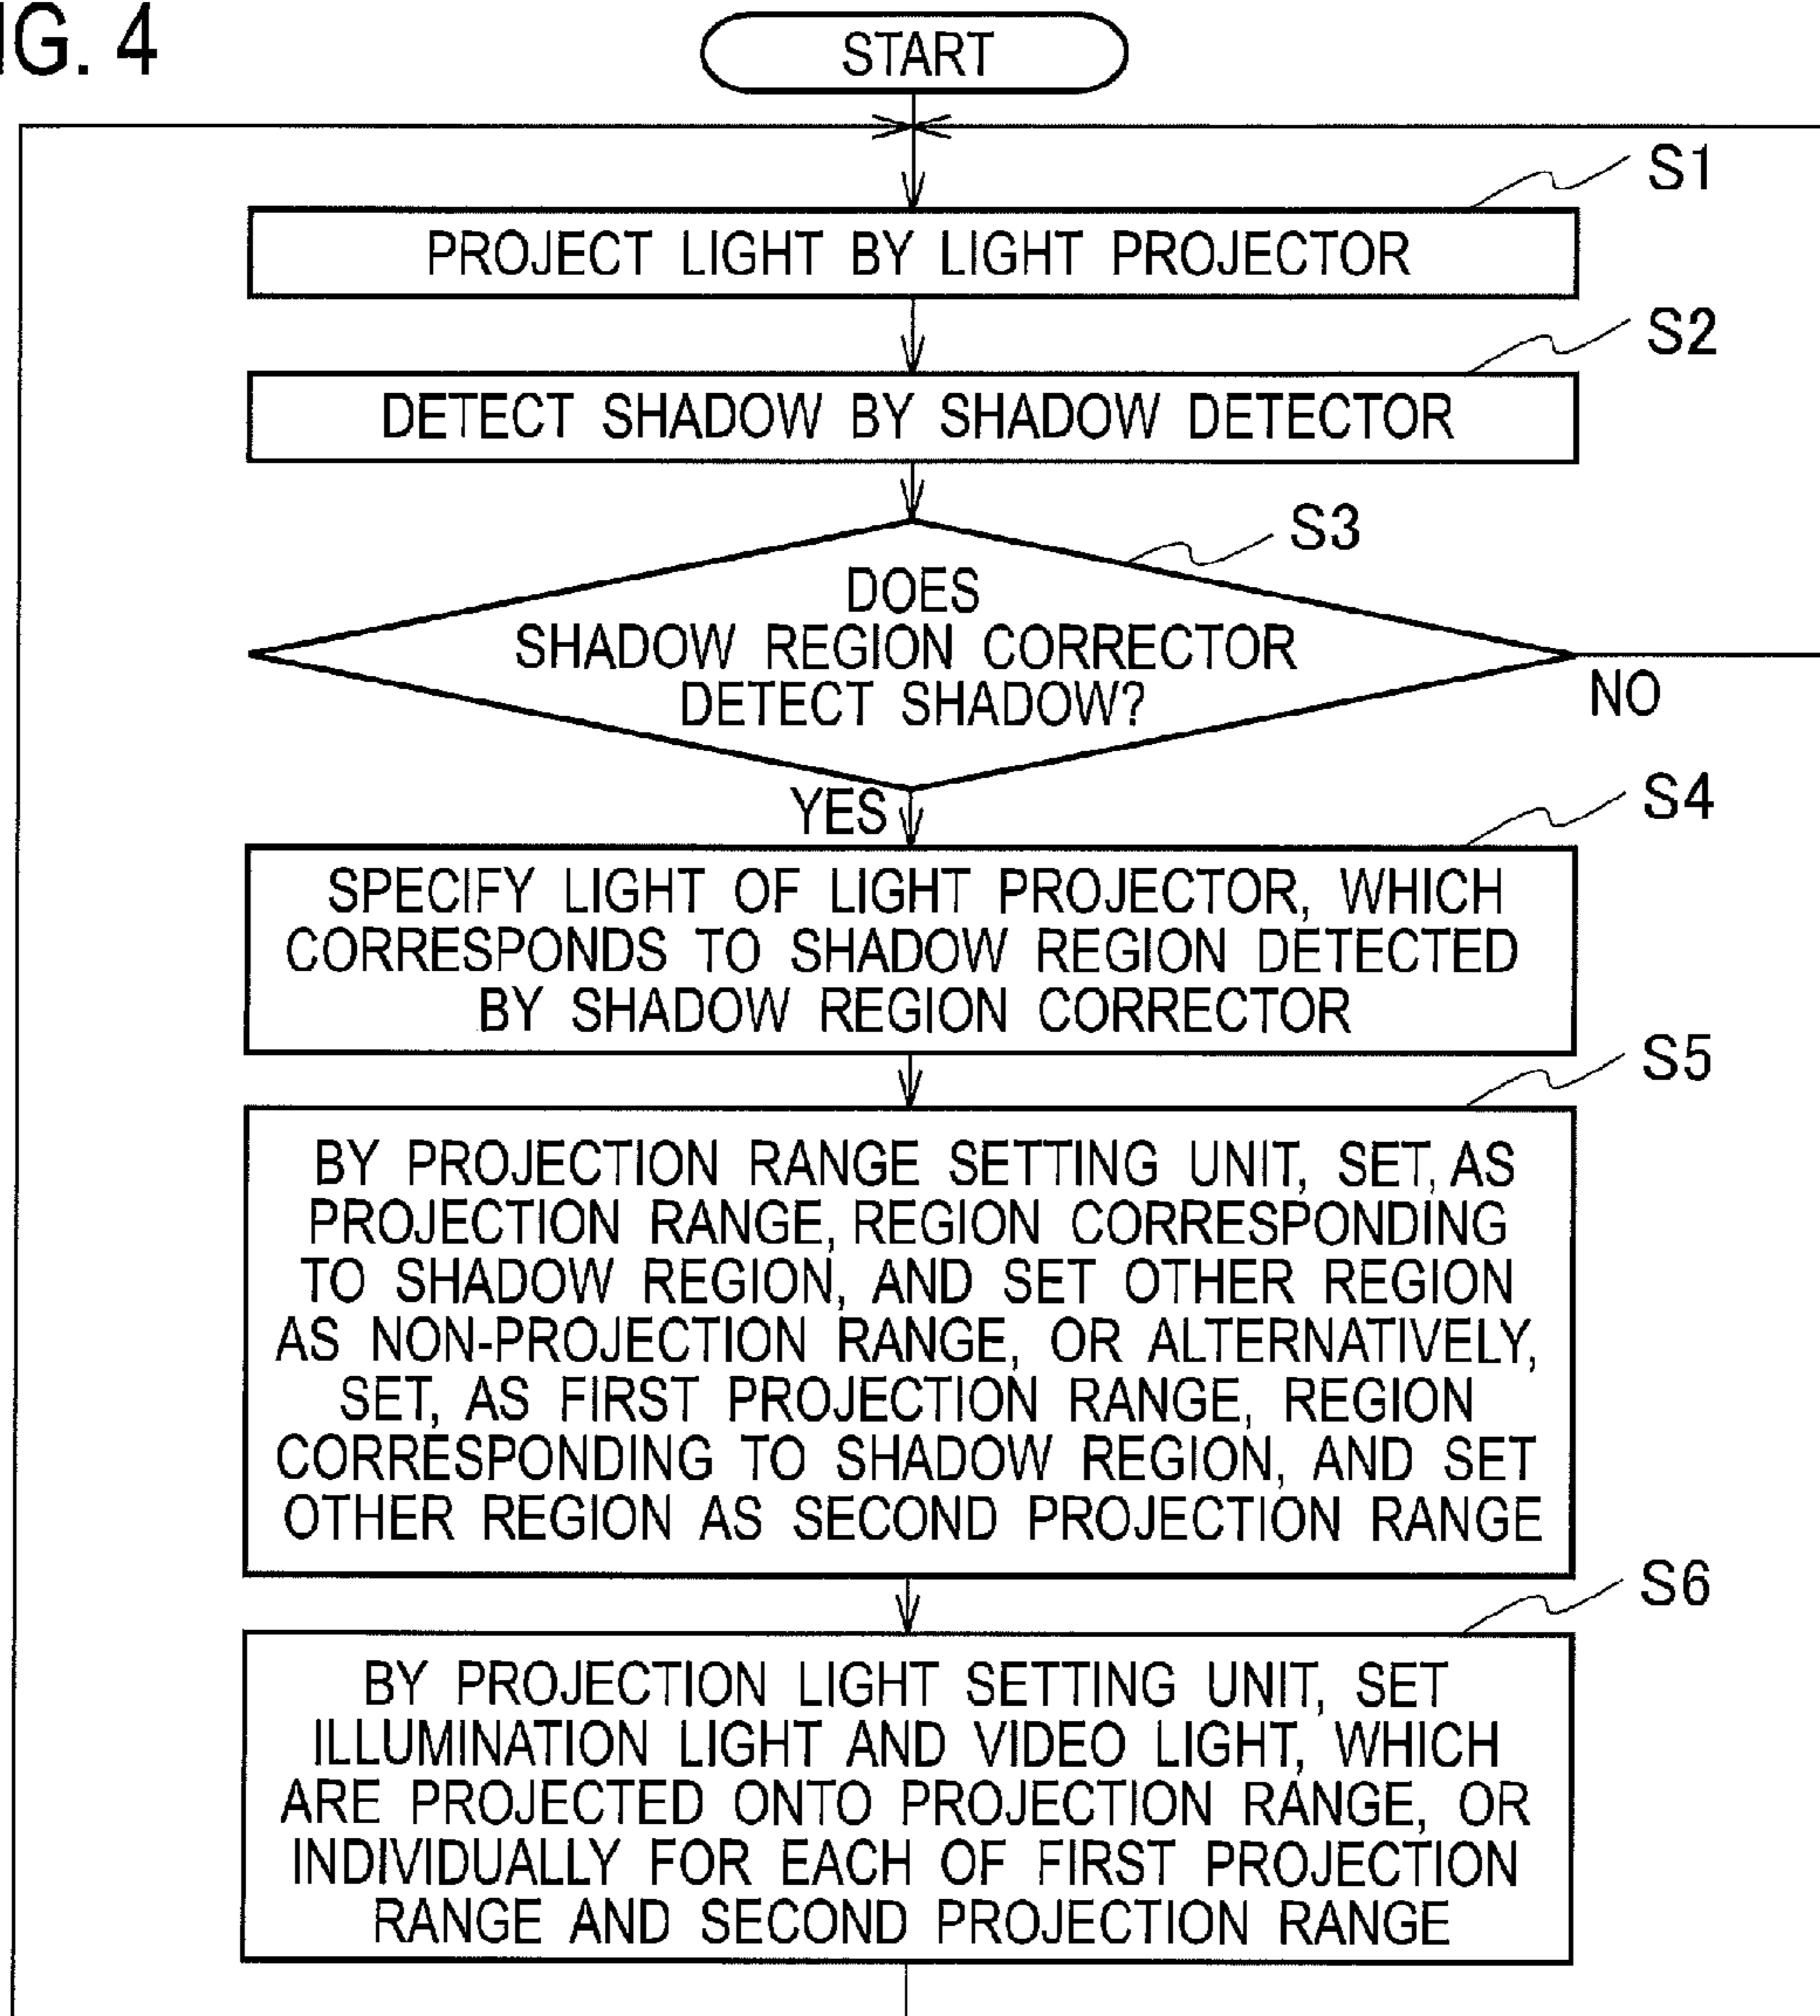 IG. 4
START
S1
PROJECT LIGHT BY LIGHT PROJECTOR
S2
DETECT SHADOW BY SHADOW DETECTOR
S3
DOES
SHADOW REGION CORRECTOR
DETECT SHADOW?
NO
YES
S4
SPECIFY LIGHT OF LIGHT PROJECTOR, WHICH
CORRESPONDS TO SHADOW REGION DETECTED
BY SHADOW REGION CORRECTOR
S5
BY PROJECTION RANGE SETTING UNIT, SET, AS
PROJECTION RANGE, REGION CORRESPONDING
TO SHADOW REGION, AND SET OTHER REGION
AS NON-PROJECTION RANGE, OR ALTERNATIVELY,
SET, AS FIRST PROJECTION RANGE, REGION
CORRESPONDING TO SHADOW REGION, AND SET
OTHER REGION AS SECOND PROJECTION RANGE
S6
BY PROJECTION LIGHT SETTING UNIT, SET
ILLUMINATION LIGHT AND VIDEO LIGHT, WHICH
ARE PROJECTED ONTO PROJECTION RANGE, OR
INDIVIDUALLY FOR EACH OF FIRST PROJECTION
RANGE AND SECOND PROJECTION RANGE